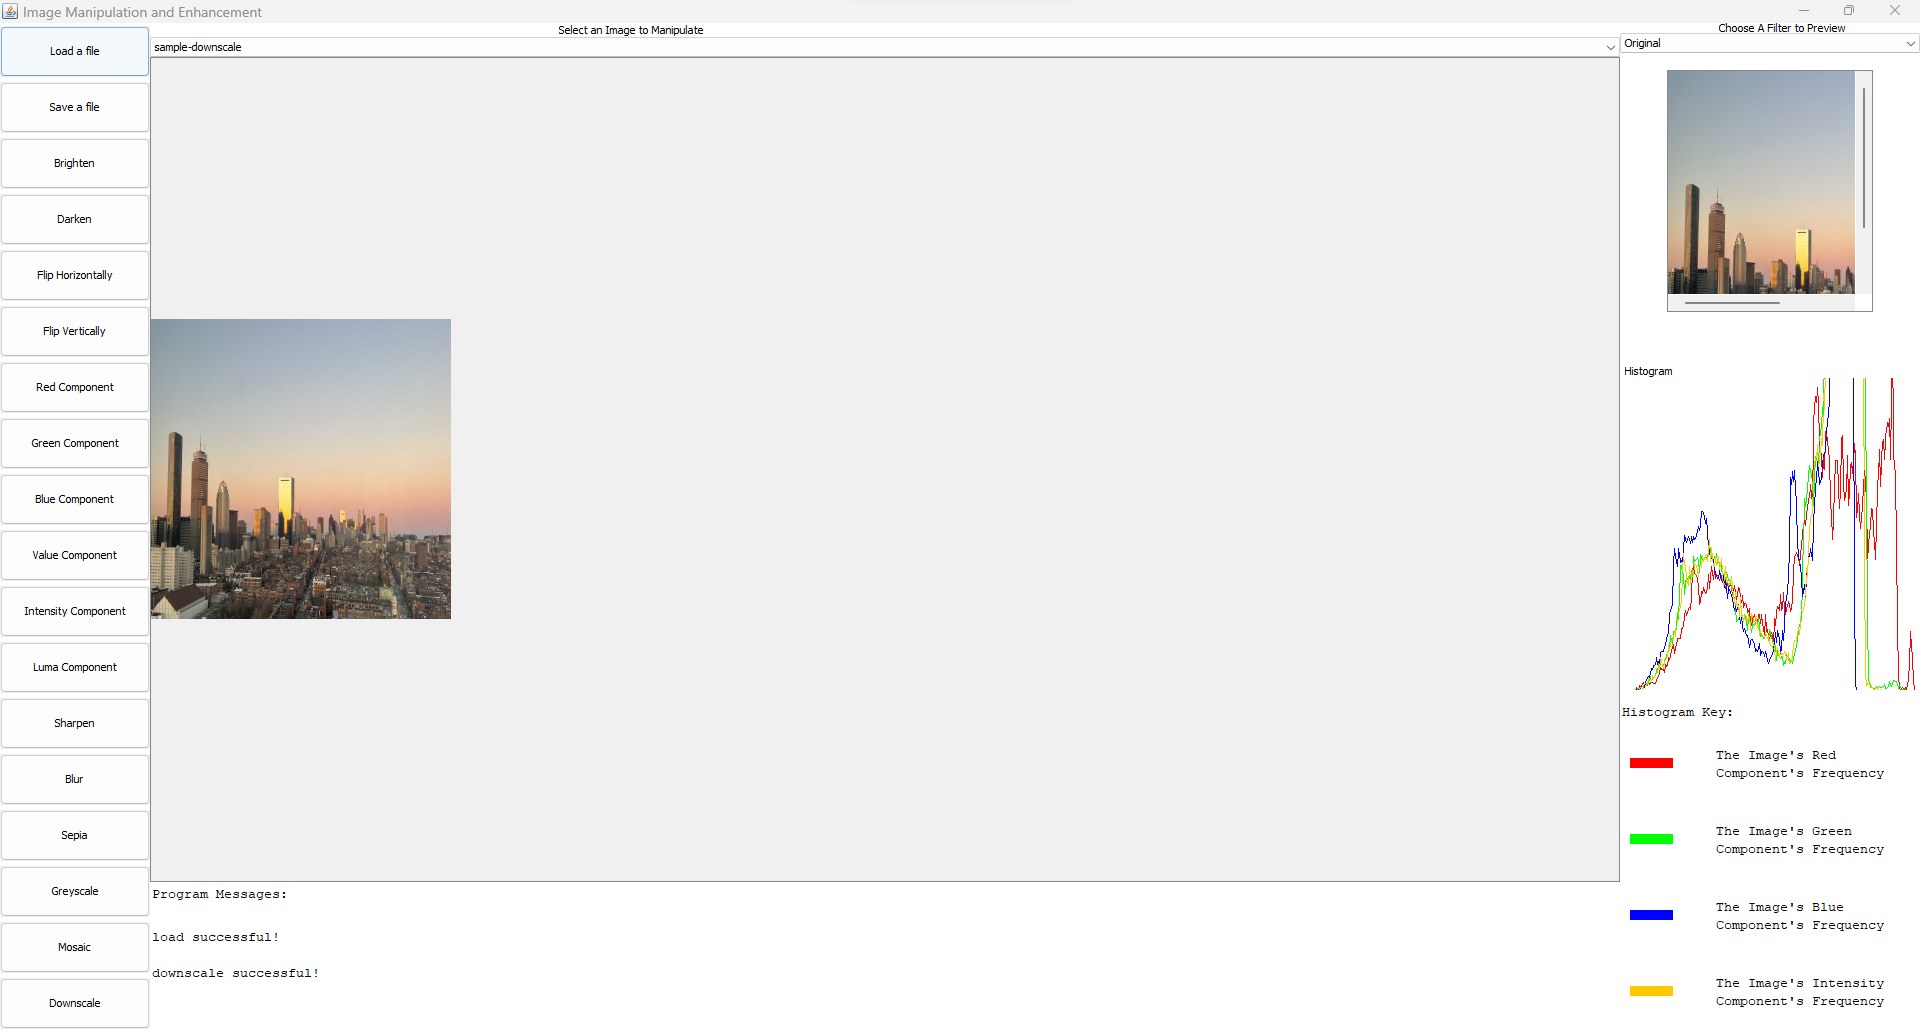 Image Manipulation and Enhancement
Load a file
Save a file
Brighten
Darken
Flip Horizontally
Flip Vertically
Red Component
Green Component
Blue Component
Value Component
Intensity Component
Luma Component
Sharpen
Blur
Sepia
Greyscale
Mosaic
Downscale
Select an Image to Manipulate
sample-downscale
Program Messages:
load successful!
downscale successful!
Choose A Filter to Preview
Original
Histogram
Histogram Key:
The Image's Red
Component's Frequency
The Image's Green
Component's Frequency
The Image's Blue
Component's Frequency
The Image's Intensity
Component's Frequency